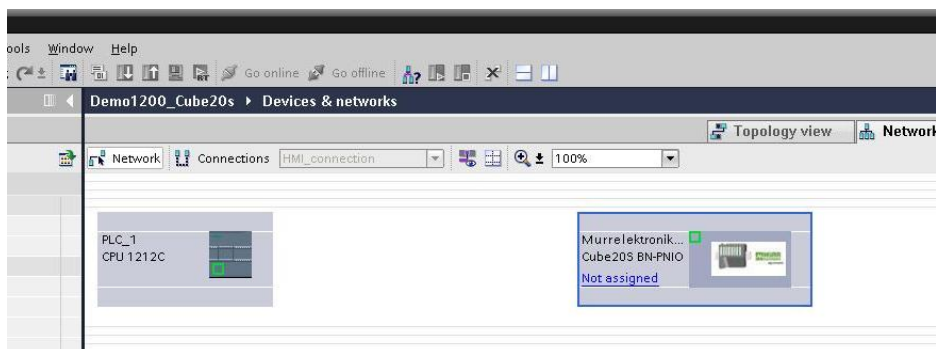 ools Window Help
Go online Go offline
Demo1200_Cube20s ▸ Devices & networks
Topology view Network
Network Connections HMI_connection 100%
PLC_1
CPU 1212C
Murrelektronik...
Cube20S BN-PNIO
Not assigned